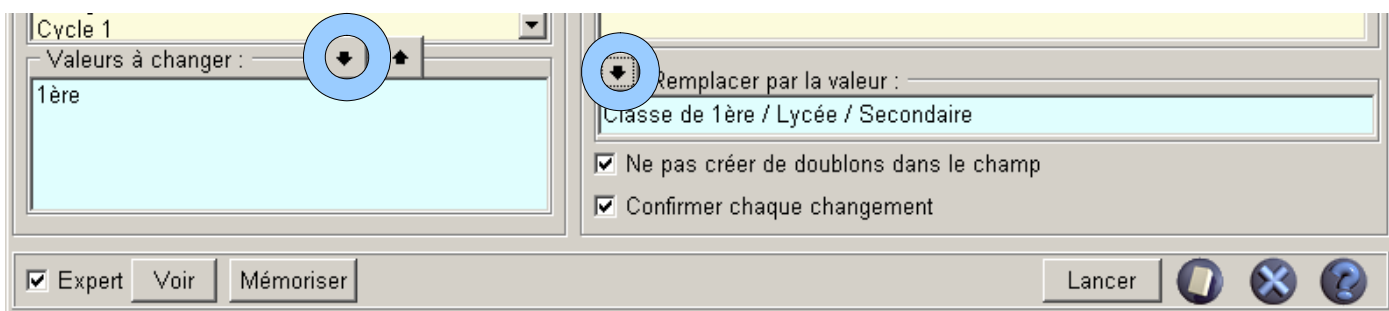 Cycle 1
Valeurs à changer :
1ère
Remplacer par la valeur :
Classe de 1ère / Lycée / Secondaire
Ne pas créer de doublons dans le champ
Confirmer chaque changement
Expert Voir Mémoriser Lancer